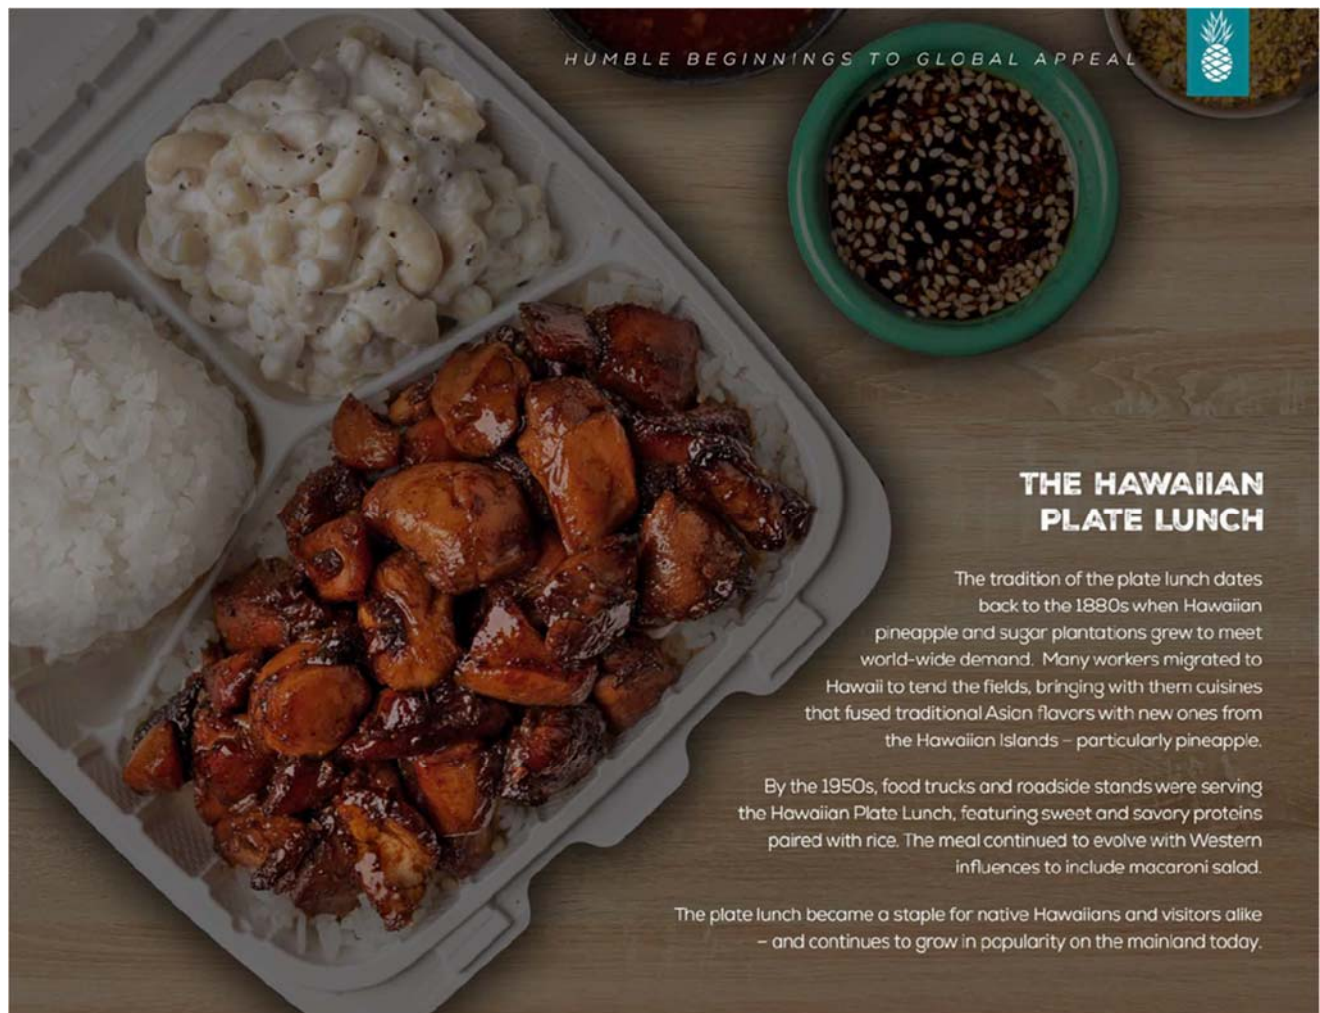 HUMBLE BEGINNINGS TO GLOBAL APPEAL
THE HAWAIIAN
PLATE LUNCH
The tradition of the plate lunch dates
back to the 1880s when Hawaiian
pineapple and sugar plantations grew to meet
world-wide demand. Many workers migrated to
Hawaii to tend the fields, bringing with them cuisines
that fused traditional Asian flavors with new ones from
the Hawaiian Islands – particularly pineapple.
By the 1950s, food trucks and roadside stands were serving
the Hawaiian Plate Lunch, featuring sweet and savory proteins
paired with rice. The meal continued to evolve with Western
influences to include macaroni salad.
The plate lunch became a staple for native Hawaiians and visitors alike
– and continues to grow in popularity on the mainland today.